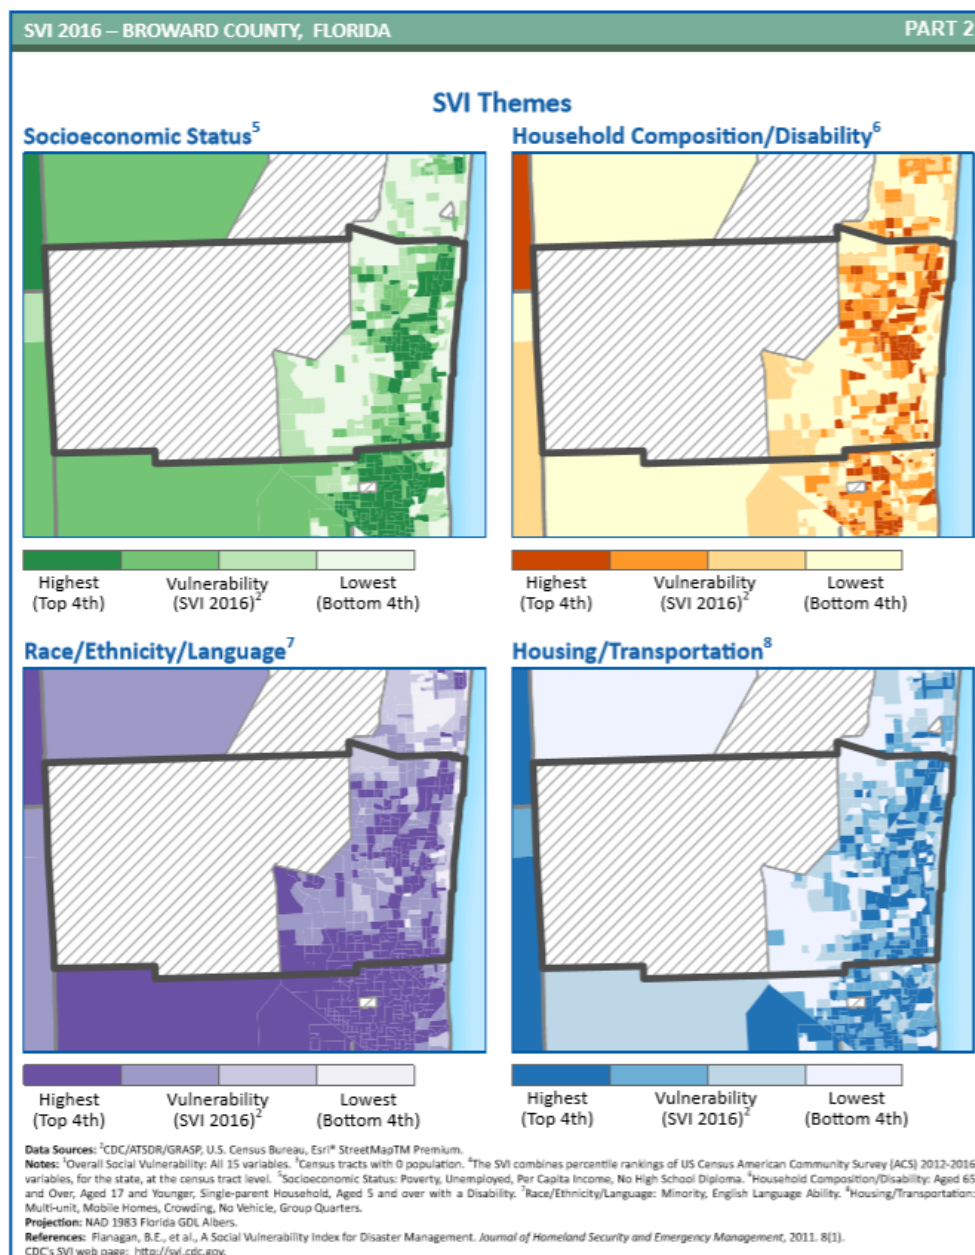 SVI 2016 – BROWARD COUNTY, FLORIDA PART 2
SVI Themes
Socioeconomic Status⁵ Household Composition/Disability⁶
Highest (Top 4th) Vulnerability (SVI 2016)² Lowest (Bottom 4th)
Highest (Top 4th) Vulnerability (SVI 2016)² Lowest (Bottom 4th)
Race/Ethnicity/Language⁷ Housing/Transportation⁸
Highest (Top 4th) Vulnerability (SVI 2016)² Lowest (Bottom 4th)
Highest (Top 4th) Vulnerability (SVI 2016)² Lowest (Bottom 4th)
Data Sources: ²CDC/ATSDR/GRASP, U.S. Census Bureau, Esri® StreetMapTM Premium.
Notes: ¹Overall Social Vulnerability: All 15 variables. ³Census tracts with 0 population. ⁴The SVI combines percentile rankings of US Census American Community Survey (ACS) 2012-2016
variables, for the state, at the census tract level. ⁵Socioeconomic Status: Poverty, Unemployed, Per Capita Income, No High School Diploma. ⁶Household Composition/Disability: Aged 65
and Over, Aged 17 and Younger, Single-parent Household, Aged 5 and over with a Disability. ⁷Race/Ethnicity/Language: Minority, English Language Ability. ⁸Housing/Transportation:
Multi-unit, Mobile Homes, Crowding, No Vehicle, Group Quarters.
Projection: NAD 1983 Florida GDL Albers.
References: Flanagan, B.E., et al., A Social Vulnerability Index for Disaster Management. Journal of Homeland Security and Emergency Management, 2011. 8(1).
CDC's SVI web page: http://svi.cdc.gov.